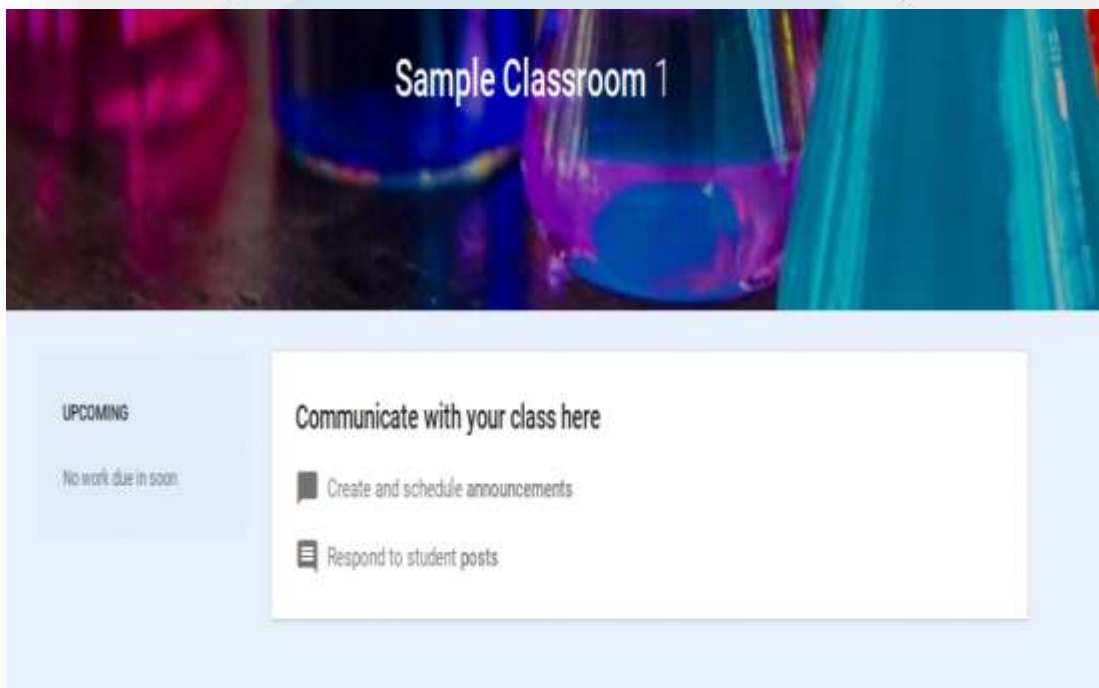 Sample Classroom 1
UPCOMING
No work due in soon
Communicate with your class here
Create and schedule announcements
Respond to student posts